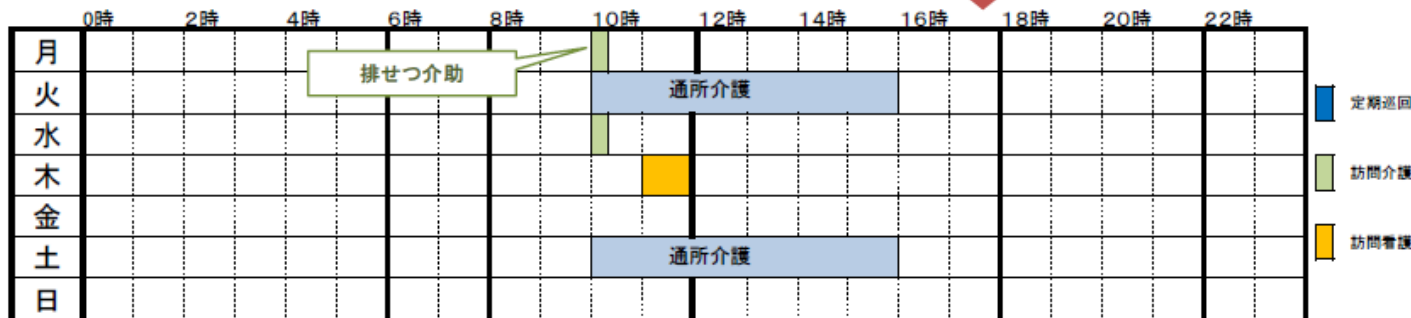 0時 2時 4時 6時 8時 10時 12時 14時 16時 18時 20時 22時
月
排せつ介助
火 通所介護
定期巡回
水
木
訪問介護
金
土 通所介護
訪問看護
日